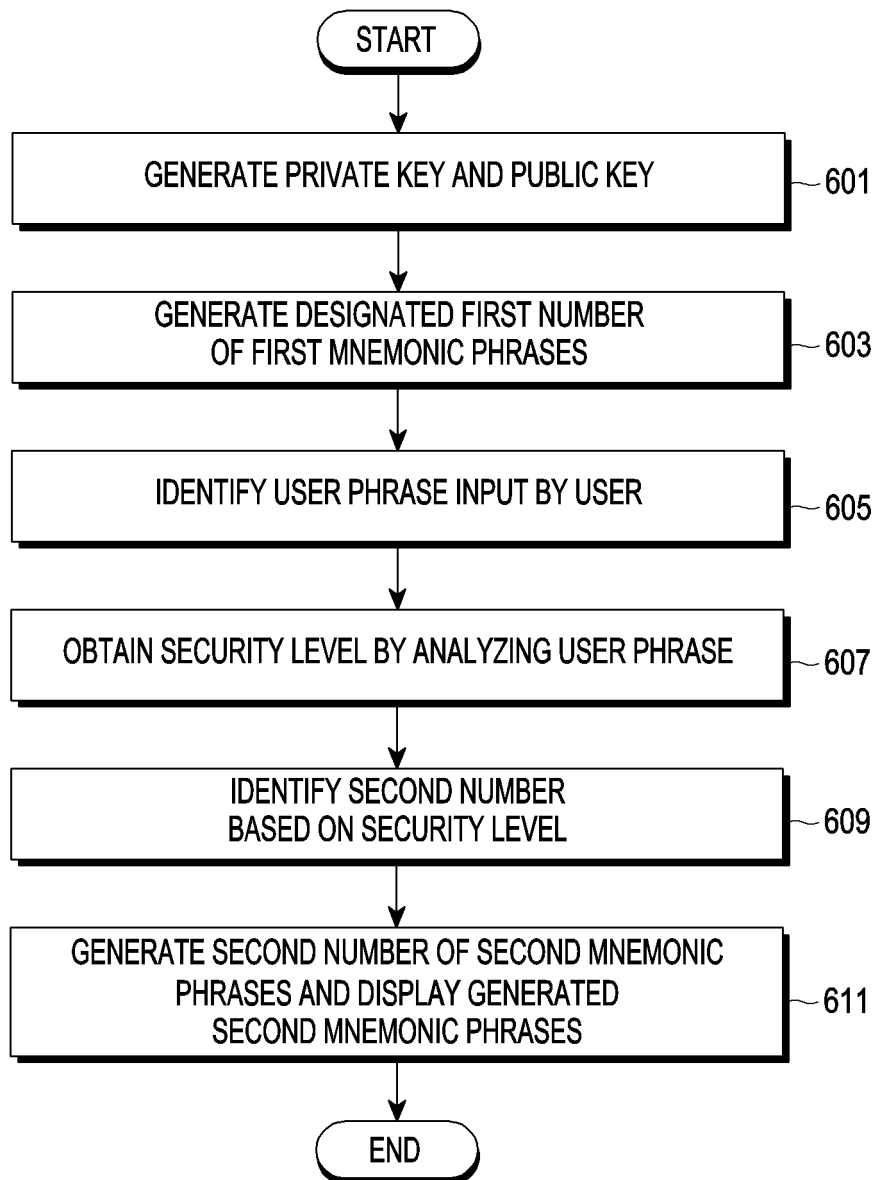 START
GENERATE PRIVATE KEY AND PUBLIC KEY
601
GENERATE DESIGNATED FIRST NUMBER
OF FIRST MNEMONIC PHRASES
603
IDENTIFY USER PHRASE INPUT BY USER
605
OBTAIN SECURITY LEVEL BY ANALYZING USER PHRASE
607
IDENTIFY SECOND NUMBER
BASED ON SECURITY LEVEL
609
GENERATE SECOND NUMBER OF SECOND MNEMONIC
PHRASES AND DISPLAY GENERATED
SECOND MNEMONIC PHRASES
611
END